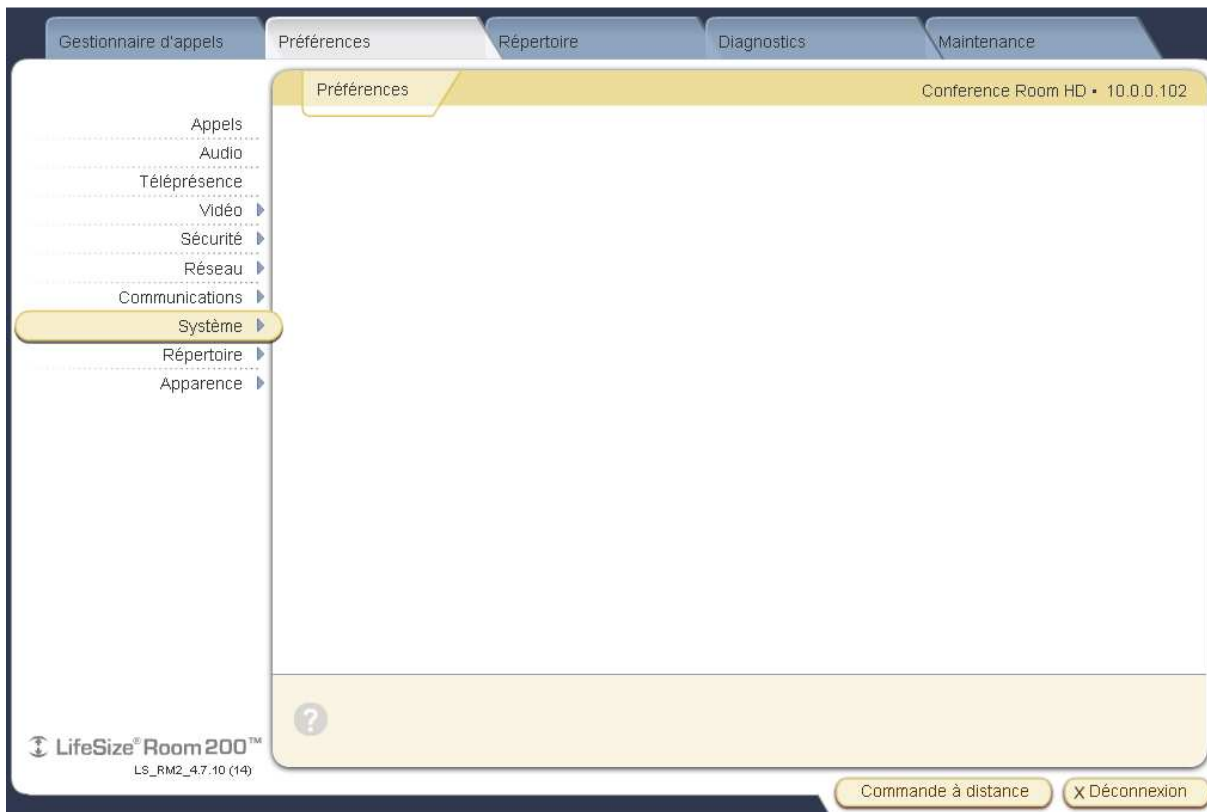 Gestionnaire d'appels
Préférences
Répertoire
Diagnostics
Maintenance
Préférences
Conference Room HD • 10.0.0.102
Appels
Audio
Téléprésence
Vidéo
Sécurité
Réseau
Communications
Système
Répertoire
Apparence
?
LifeSize® Room 200™
LS_RM2_4.7.10 (14)
Commande à distance
X Déconnexion